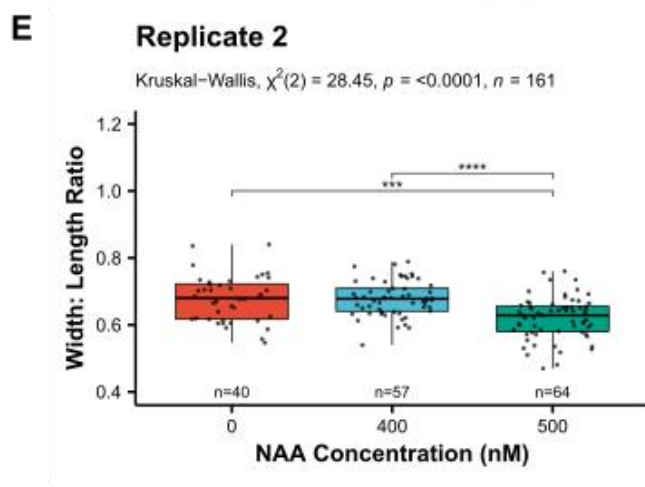 E
Replicate 2
Kruskal−Wallis, χ²(2) = 28.45, p = <0.0001, n = 161
Width: Length Ratio
1.2
1.0
0.8
0.6
0.4
****
***
n=40
n=57
n=64
0
400
500
NAA Concentration (nM)